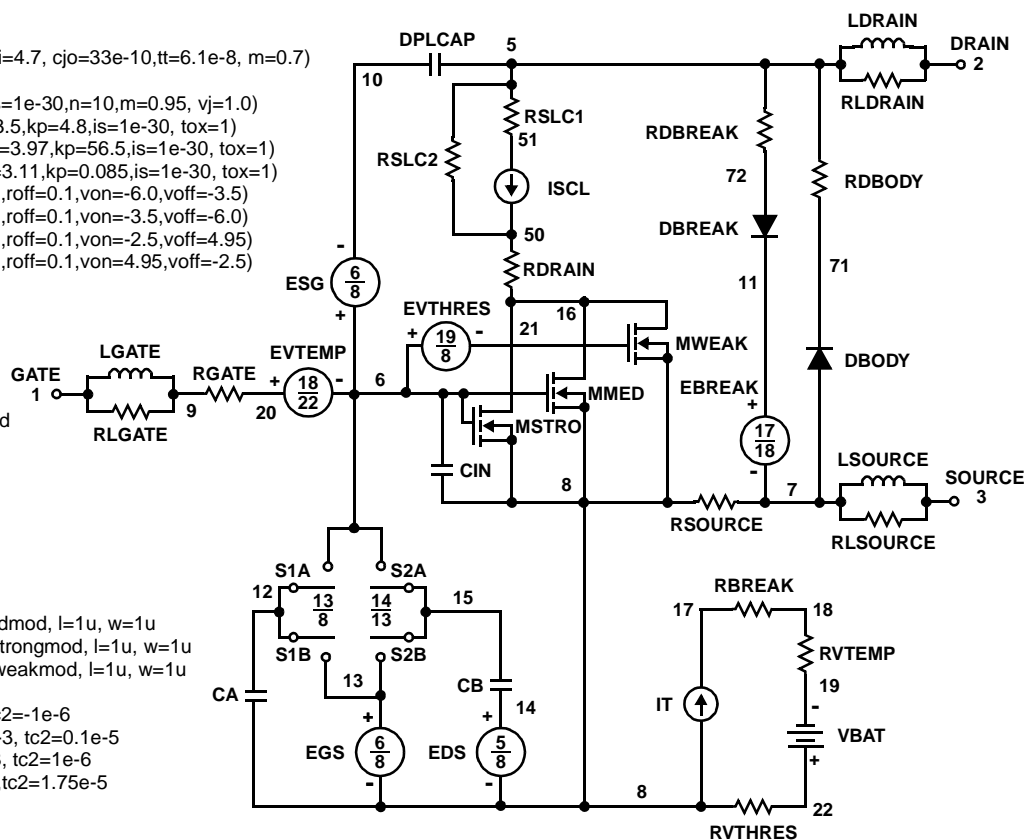 i=4.7, cjo=33e-10,tt=6.1e-8, m=0.7)
s=1e-30,n=10,m=0.95, vj=1.0)
3.5,kp=4.8,is=1e-30, tox=1)
=3.97,kp=56.5,is=1e-30, tox=1)
=3.11,kp=0.085,is=1e-30, tox=1)
,roff=0.1,von=-6.0,voff=-3.5)
,roff=0.1,von=-3.5,voff=-6.0)
,roff=0.1,von=-2.5,voff=4.95)
,roff=0.1,von=4.95,voff=-2.5)
d
dmod, l=1u, w=1u
trongmod, l=1u, w=1u
weakmod, l=1u, w=1u
c2=-1e-6
-3, tc2=0.1e-5
3, tc2=1e-6
,tc2=1.75e-5
LDRAIN
DPLCAP
5
DRAIN
2
10
RLDRAIN
RSLC1
51
RSLC2
ISCL
RDBREAK
72
RDBODY
DBREAK
50
RDRAIN
11
71
-
ESG
6
8
+
EVTHRES
+
19
8
-
21
16
MWEAK
DBODY
LGATE
GATE
1
RLGATE
9
RGATE
20
EVTEMP
+
18
22
-
6
MMED
MSTRO
EBREAK
+
17
18
-
CIN
8
RSOURCE
7
LSOURCE
SOURCE
3
RLSOURCE
S1A
S2A
12
13
8
14
13
15
S1B
S2B
13
CA
CB
14
+
EGS
6
8
-
+
EDS
5
8
-
RBREAK
17
18
RVTEMP
19
IT
-
VBAT
+
8
22
RVTHRES